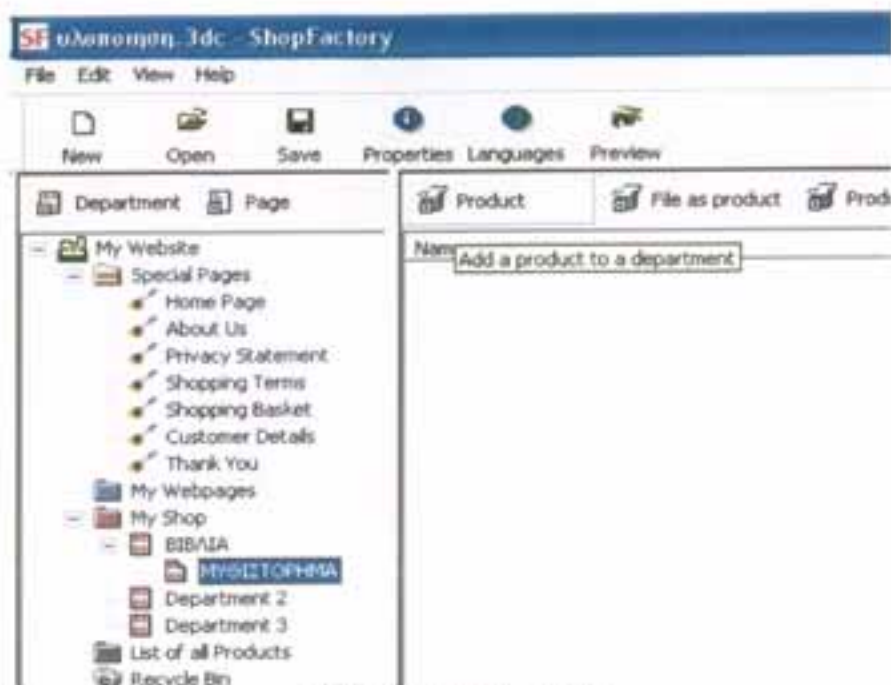 SF υλοποιηση.3dc - ShopFactory
File Edit View Help
New Open Save Properties Languages Preview
Department Page Product File as product Produ
My Website
Name
Add a product to a department
Special Pages
Home Page
About Us
Privacy Statement
Shopping Terms
Shopping Basket
Customer Details
Thank You
My Webpages
My Shop
ΒΙΒΛΙΑ
ΜΥΘΙΣΤΟΡΗΜΑ
Department 2
Department 3
List of all Products
Recycle Bin